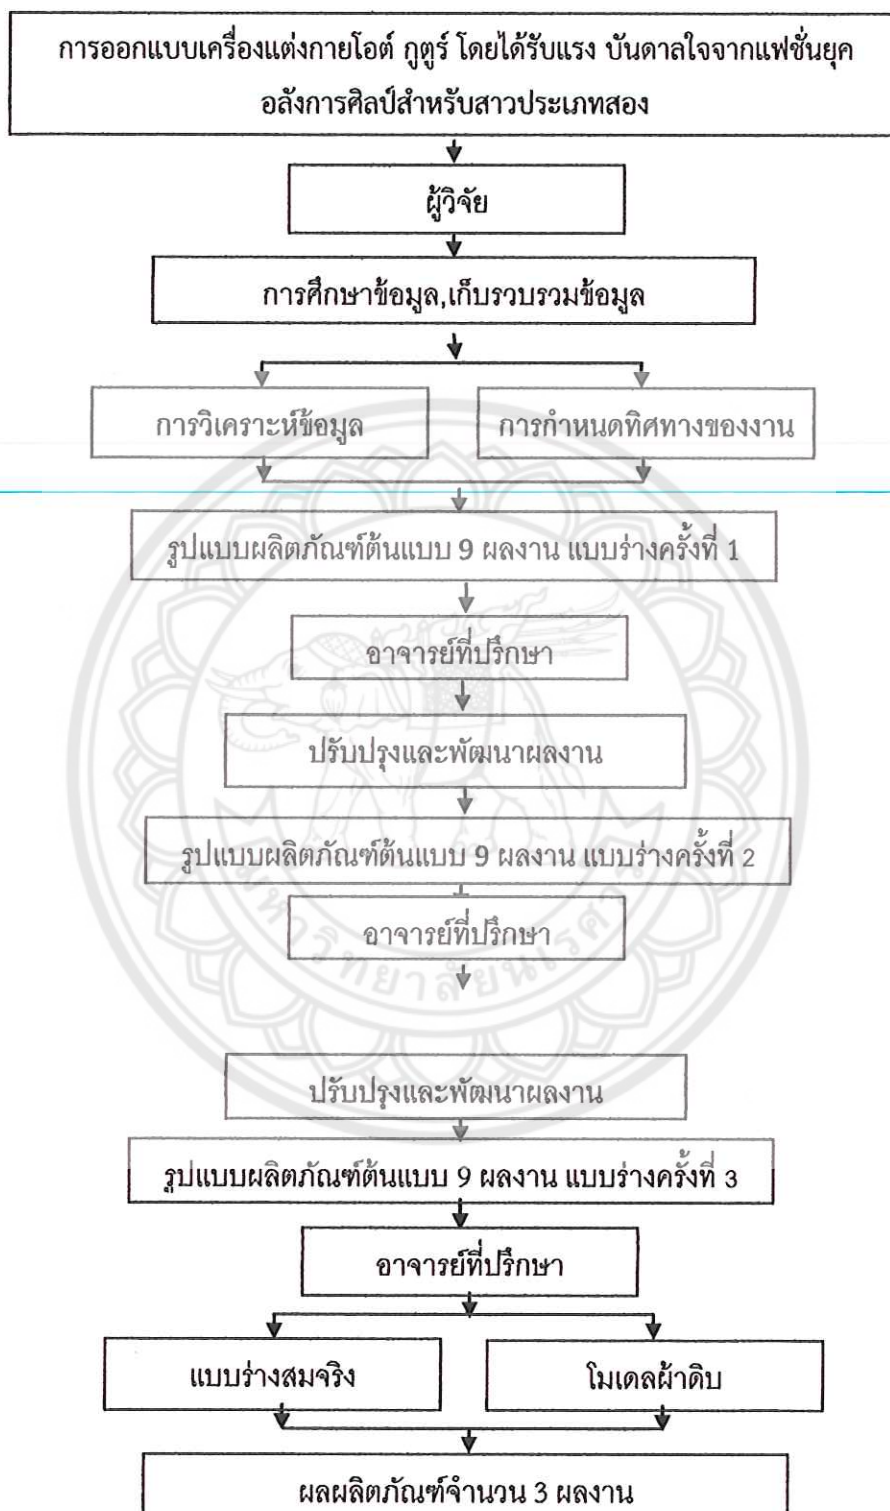 การออกแบบเครื่องแต่งกายโอต์ กูตูร์ โดยได้รับแรง บันดาลใจจากแฟชั่นยุค
อลังการศิลป์สำหรับสาวประเภทสอง
ผู้วิจัย
การศึกษาข้อมูล,เก็บรวบรวมข้อมูล
การวิเคราะห์ข้อมูล
การกำหนดทิศทางของงาน
รูปแบบผลิตภัณฑ์ต้นแบบ 9 ผลงาน แบบร่างครั้งที่ 1
อาจารย์ที่ปรึกษา
ปรับปรุงและพัฒนาผลงาน
รูปแบบผลิตภัณฑ์ต้นแบบ 9 ผลงาน แบบร่างครั้งที่ 2
อาจารย์ที่ปรึกษา
มหาวิทยาลัยนเรศวร
ปรับปรุงและพัฒนาผลงาน
รูปแบบผลิตภัณฑ์ต้นแบบ 9 ผลงาน แบบร่างครั้งที่ 3
อาจารย์ที่ปรึกษา
แบบร่างสมจริง
โมเดลผ้าดิบ
ผลผลิตภัณฑ์จำนวน 3 ผลงาน